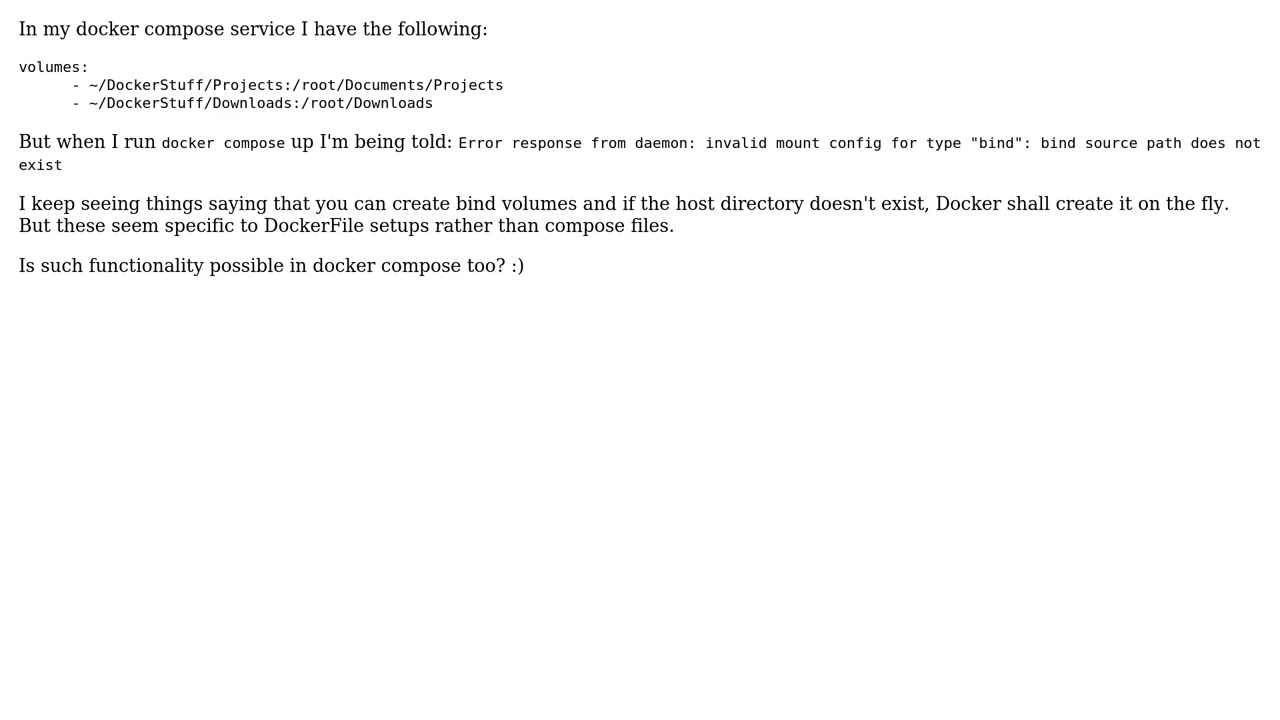 In my docker compose service I have the following:
volumes:
- ~/DockerStuff/Projects:/root/Documents/Projects
- ~/DockerStuff/Downloads:/root/Downloads
But when I run docker compose up I'm being told: Error response from daemon: invalid mount config for type "bind": bind source path does not
exist
I keep seeing things saying that you can create bind volumes and if the host directory doesn't exist, Docker shall create it on the fly.
But these seem specific to DockerFile setups rather than compose files.
Is such functionality possible in docker compose too? :)